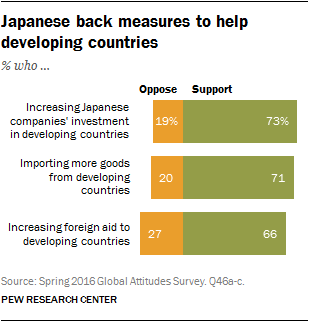 Japanese back measures to help
developing countries
% who ...
Oppose Support
Increasing Japanese
companies' investment
in developing countries
19% 73%
Importing more goods
from developing
countries
20 71
Increasing foreign aid to
developing countries
27 66
Source: Spring 2016 Global Attitudes Survey. Q46a-c.
PEW RESEARCH CENTER